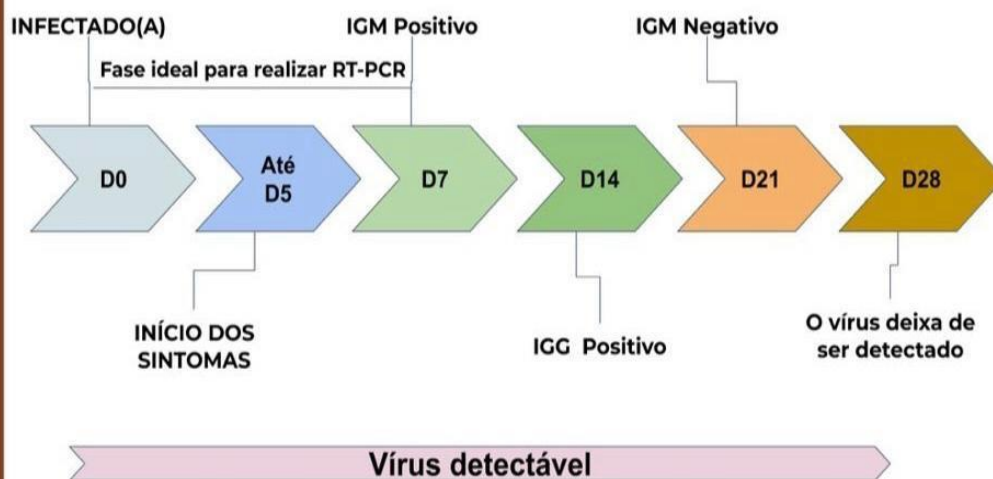 INFECTADO(A)
IGM Positivo
IGM Negativo
Fase ideal para realizar RT-PCR
D0
Até
D5
D7
D14
D21
D28
INÍCIO DOS
SINTOMAS
IGG Positivo
O vírus deixa de
ser detectado
Vírus detectável